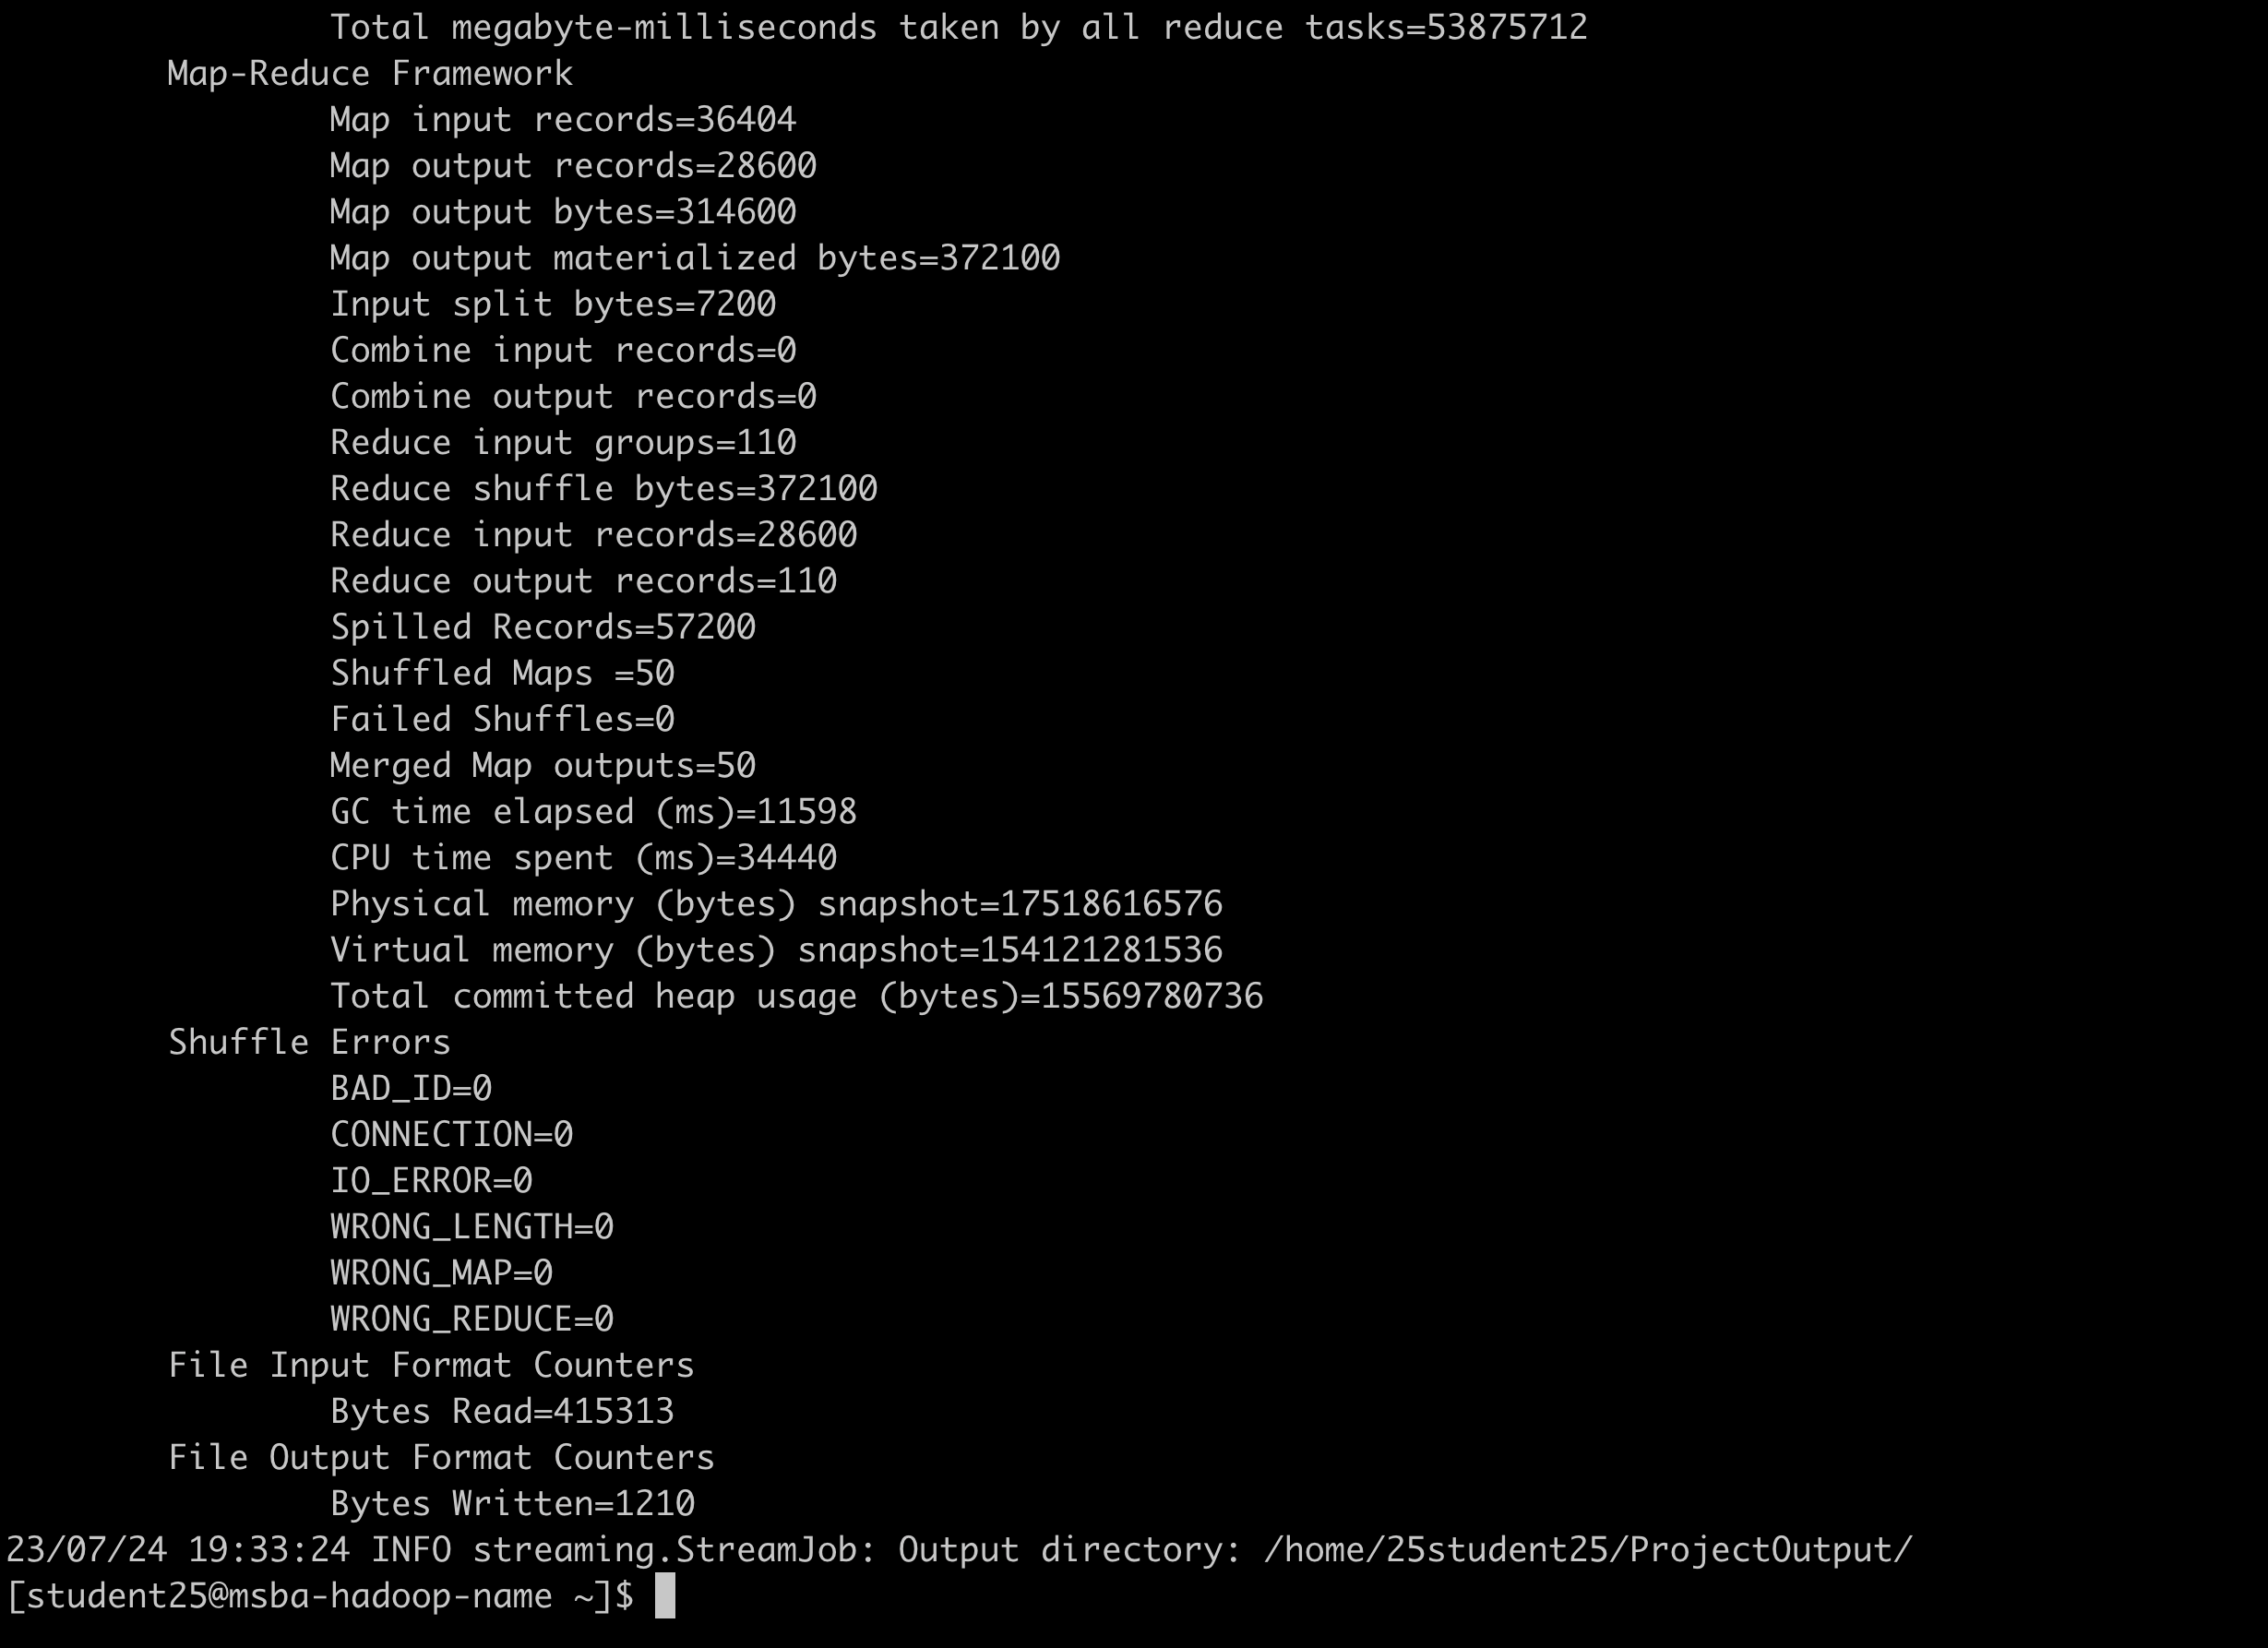 Total megabyte-milliseconds taken by all reduce tasks=53875712
Map-Reduce Framework
Map input records=36404
Map output records=28600
Map output bytes=314600
Map output materialized bytes=372100
Input split bytes=7200
Combine input records=0
Combine output records=0
Reduce input groups=110
Reduce shuffle bytes=372100
Reduce input records=28600
Reduce output records=110
Spilled Records=57200
Shuffled Maps =50
Failed Shuffles=0
Merged Map outputs=50
GC time elapsed (ms)=11598
CPU time spent (ms)=34440
Physical memory (bytes) snapshot=17518616576
Virtual memory (bytes) snapshot=154121281536
Total committed heap usage (bytes)=15569780736
Shuffle Errors
BAD_ID=0
CONNECTION=0
IO_ERROR=0
WRONG_LENGTH=0
WRONG_MAP=0
WRONG_REDUCE=0
File Input Format Counters
Bytes Read=415313
File Output Format Counters
Bytes Written=1210
23/07/24 19:33:24 INFO streaming.StreamJob: Output directory: /home/25student25/ProjectOutput/
[student25@msba-hadoop-name ~]$